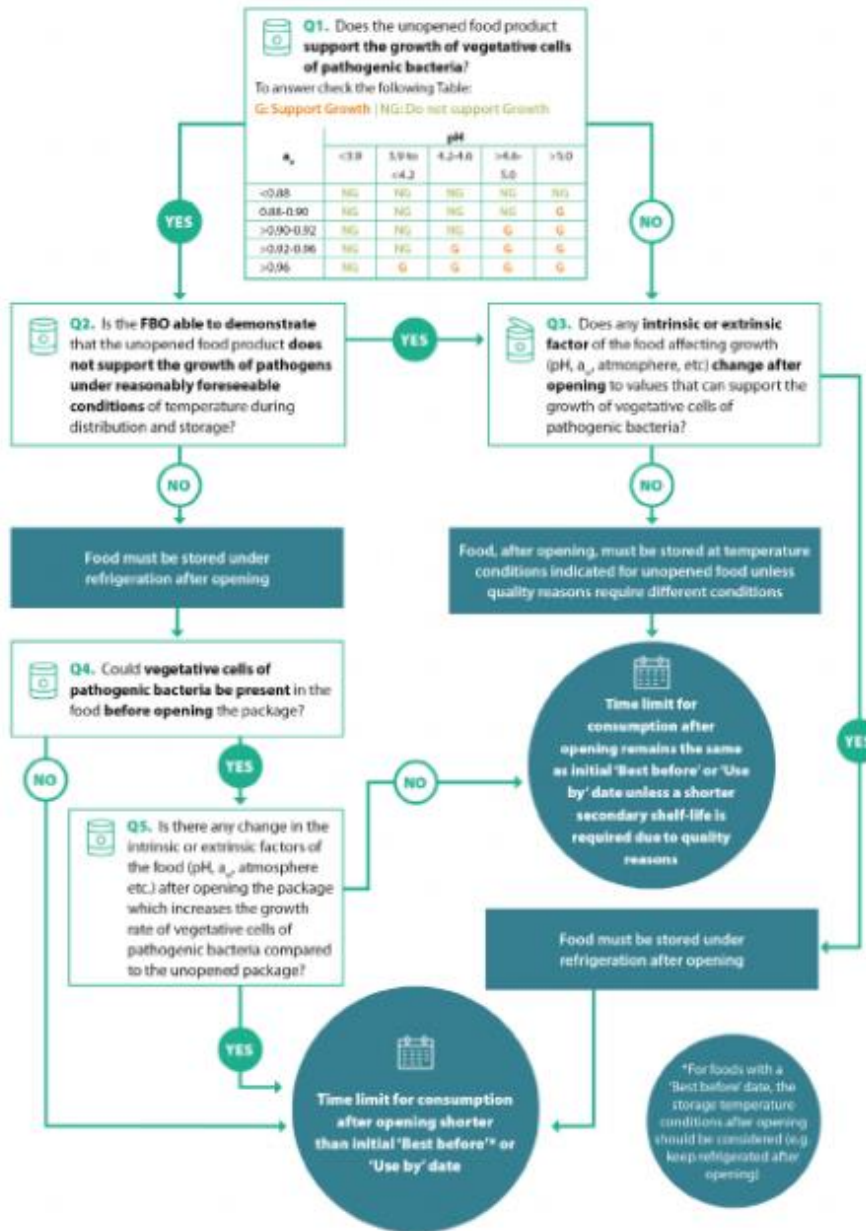 Q1. Does the unopened food product
support the growth of vegetative cells
of pathogenic bacteria?
To answer check the following Table:
G: Support Growth | NG: Do not support Growth
pH
a_w <3.9 3.9 to 4.2-4.6 >4.6- >5.0
<4.2 5.0
<0.88 NG NG NG NG NG
0.88-0.90 NG NG NG NG G
>0.90-0.92 NG NG NG G G
>0.92-0.96 NG NG G G G
>0.96 NG G G G G
YES
NO
Q2. Is the FBO able to demonstrate
that the unopened food product does
not support the growth of pathogens
under reasonably foreseeable
conditions of temperature during
distribution and storage?
YES
Q3. Does any intrinsic or extrinsic
factor of the food affecting growth
(pH, a_w, atmosphere, etc) change after
opening to values that can support the
growth of vegetative cells of
pathogenic bacteria?
NO
NO
Food must be stored under
refrigeration after opening
Food, after opening, must be stored at temperature
conditions indicated for unopened food unless
quality reasons require different conditions
Q4. Could vegetative cells of
pathogenic bacteria be present in the
food before opening the package?
Time limit for
consumption after
opening remains the same
as initial 'Best before' or 'Use
by' date unless a shorter
secondary shelf-life is
required due to quality
reasons
YES
NO
YES
NO
Q5. Is there any change in the
intrinsic or extrinsic factors of
the food (pH, a_w, atmosphere
etc.) after opening the package
which increases the growth
rate of vegetative cells of
pathogenic bacteria compared
to the unopened package?
Food must be stored under
refrigeration after opening
YES
Time limit for consumption
after opening shorter
than initial 'Best before'* or
'Use by' date
*For foods with a
'Best before' date, the
storage temperature
conditions after opening
should be considered (e.g.
keep refrigerated after
opening)